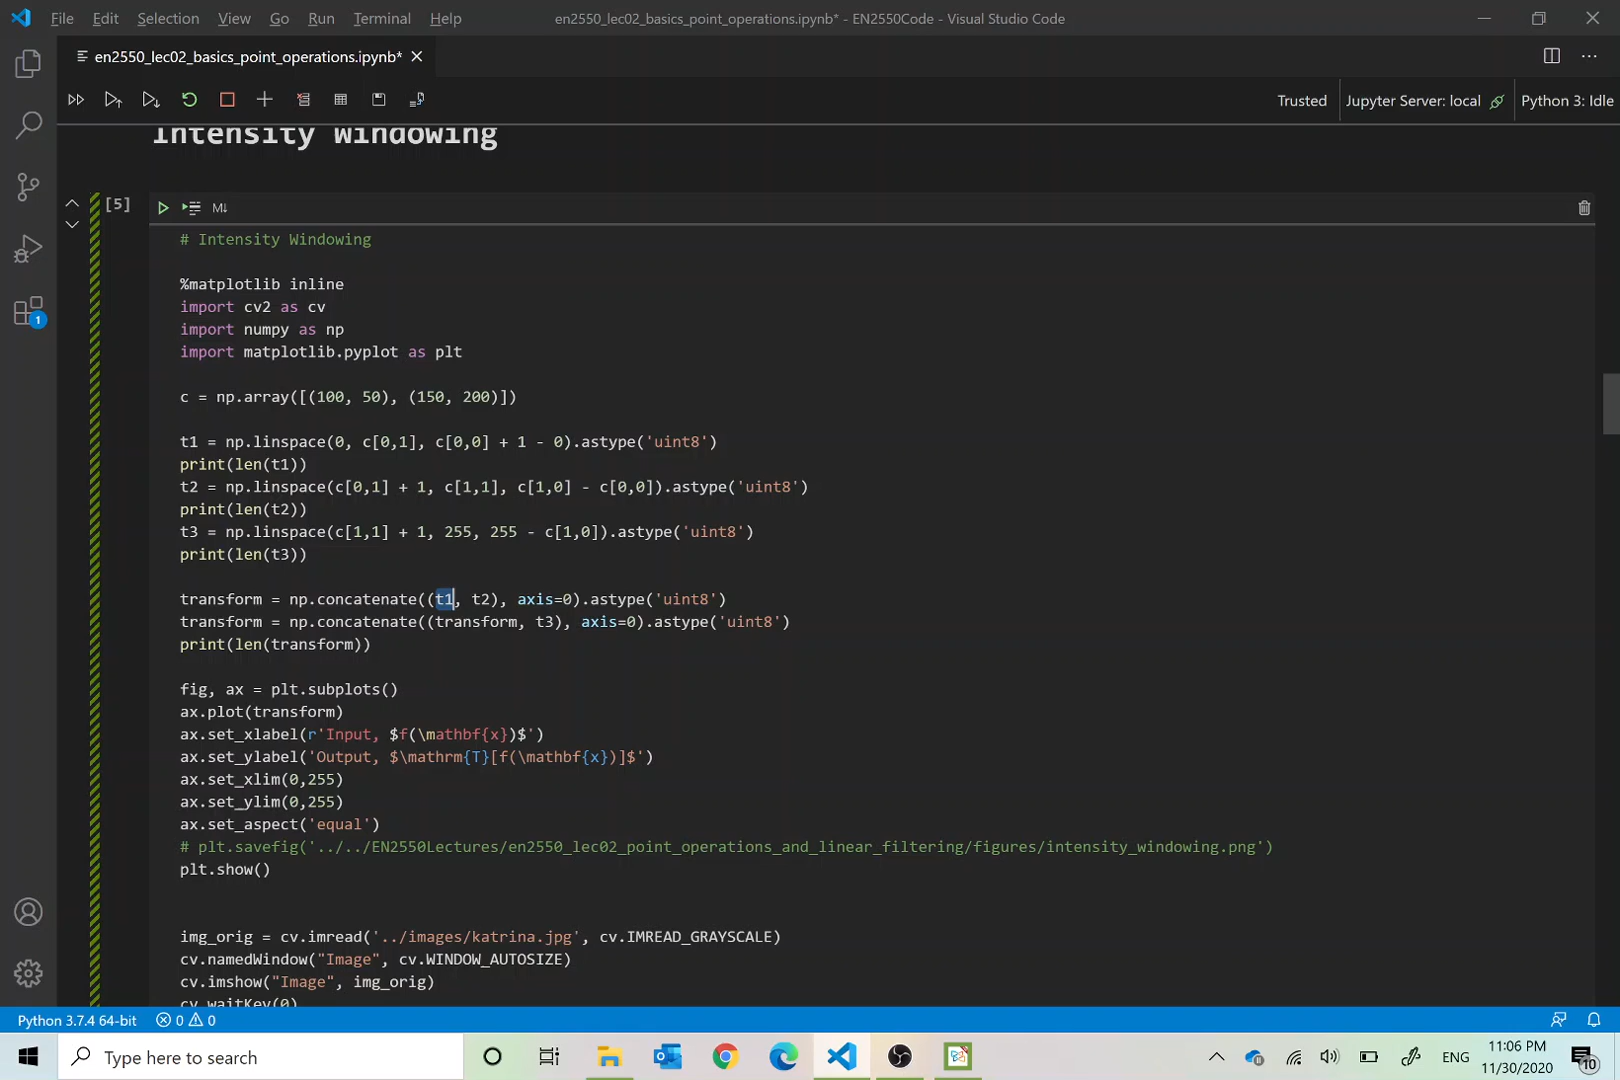 File Edit Selection View Go Run Terminal Help en2550_lec02_basics_point_operations.ipynb* - EN2550Code - Visual Studio Code
en2550_lec02_basics_point_operations.ipynb*
Trusted Jupyter Server: local Python 3: Idle
Intensity Windowing
[5] M↓
# Intensity Windowing
%matplotlib inline
import cv2 as cv
import numpy as np
import matplotlib.pyplot as plt
c = np.array([(100, 50), (150, 200)])
t1 = np.linspace(0, c[0,1], c[0,0] + 1 - 0).astype('uint8')
print(len(t1))
t2 = np.linspace(c[0,1] + 1, c[1,1], c[1,0] - c[0,0]).astype('uint8')
print(len(t2))
t3 = np.linspace(c[1,1] + 1, 255, 255 - c[1,0]).astype('uint8')
print(len(t3))
transform = np.concatenate((t1, t2), axis=0).astype('uint8')
transform = np.concatenate((transform, t3), axis=0).astype('uint8')
print(len(transform))
fig, ax = plt.subplots()
ax.plot(transform)
ax.set_xlabel(r'Input, $f(\mathbf{x})$')
ax.set_ylabel('Output, $\mathrm{T}[f(\mathbf{x})]$')
ax.set_xlim(0,255)
ax.set_ylim(0,255)
ax.set_aspect('equal')
# plt.savefig('../../EN2550Lectures/en2550_lec02_point_operations_and_linear_filtering/figures/intensity_windowing.png')
plt.show()
img_orig = cv.imread('../images/katrina.jpg', cv.IMREAD_GRAYSCALE)
cv.namedWindow("Image", cv.WINDOW_AUTOSIZE)
cv.imshow("Image", img_orig)
cv.waitKey(0)
1
Python 3.7.4 64-bit 0 0
Type here to search
ENG
11:06 PM
11/30/2020
10